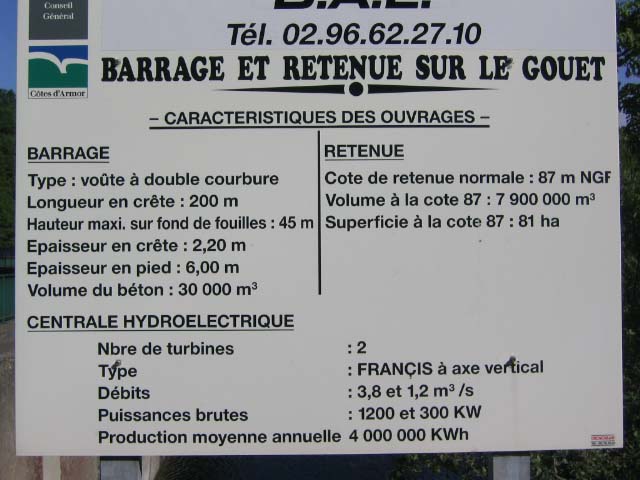 Conseil
Général
D.A.E.
Tél. 02.96.62.27.10
Côtes d'Armor
BARRAGE ET RETENUE SUR LE GOUET
– CARACTERISTIQUES DES OUVRAGES –
BARRAGE
Type : voûte à double courbure
Longueur en crête : 200 m
Hauteur maxi. sur fond de fouilles : 45 m
Epaisseur en crête : 2,20 m
Epaisseur en pied : 6,00 m
Volume du béton : 30 000 m³
RETENUE
Cote de retenue normale : 87 m NGF
Volume à la cote 87 : 7 900 000 m³
Superficie à la cote 87 : 81 ha
CENTRALE HYDROELECTRIQUE
Nbre de turbines : 2
Type : FRANÇIS à axe vertical
Débits : 3,8 et 1,2 m³ /s
Puissances brutes : 1200 et 300 KW
Production moyenne annuelle 4 000 000 KWh